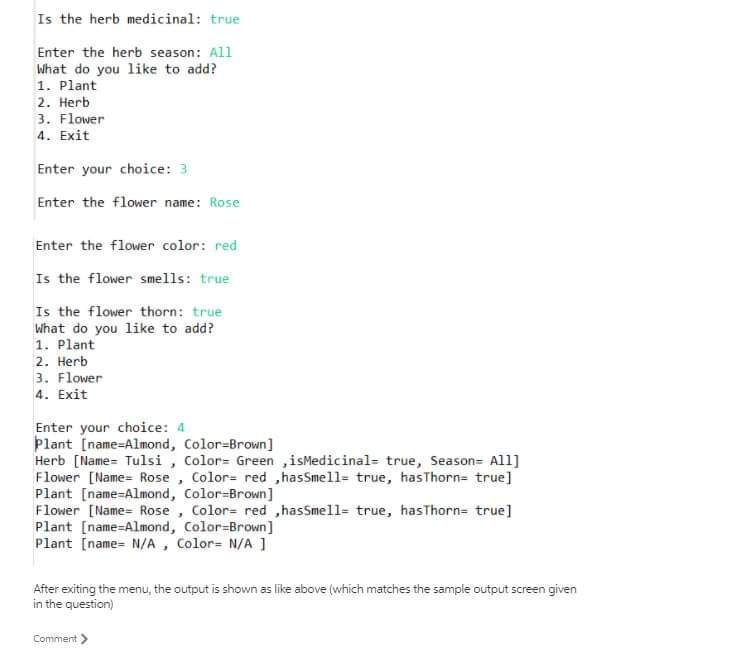 Is the herb medicinal: true
Enter the herb season: All
What do you like to add?
1. Plant
2. Herb
3. Flower
4. Exit
Enter your choice: 3
Enter the flower name: Rose
Enter the flower color: red
Is the flower smells: true
Is the flower thorn: true
What do you like to add?
1. Plant
2. Herb
3. Flower
4. Exit
Enter your choice: 4
Plant [name=Almond, Color=Brown]
Herb [Name= Tulsi , Color= Green ,isMedicinal= true, Season= All]
Flower [Name= Rose , Color= red ,hasSmell= true, hasThorn= true]
Plant [name=Almond, Color=Brown]
Flower [Name= Rose , Color= red ,hasSmell= true, hasThorn= true]
Plant [name=Almond, Color=Brown]
Plant [name= N/A , Color= N/A ]
After exiting the menu, the output is shown as like above (which matches the sample output screen given
in the question)
Comment >